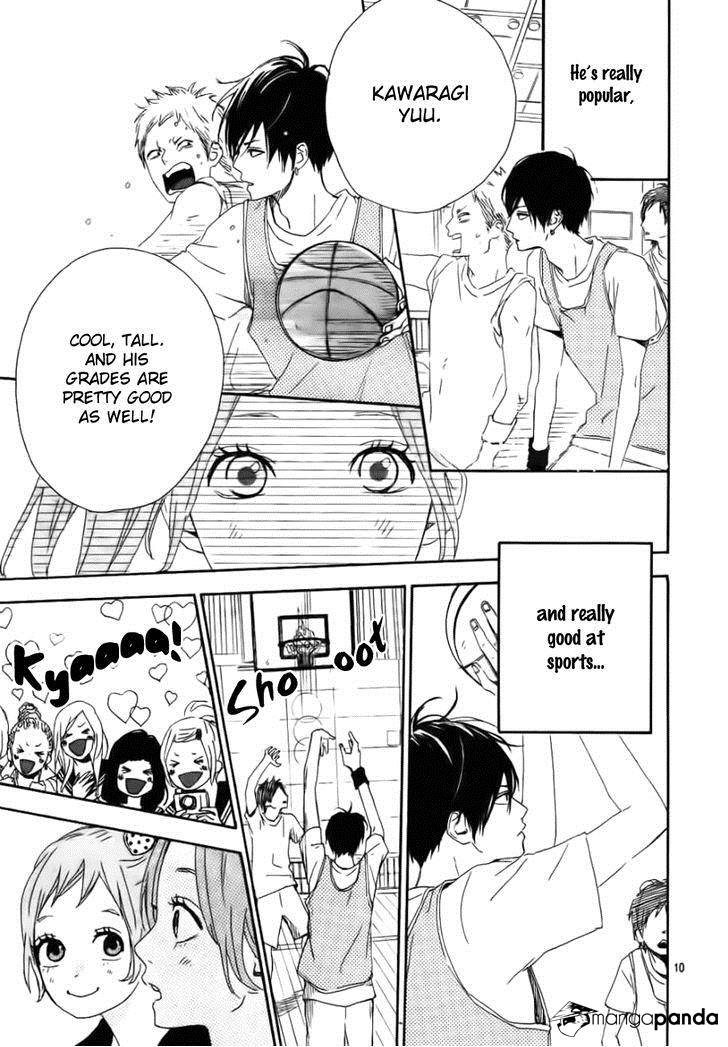 He's really
popular,
KAWARAGI
YUU.
COOL, TALL.
AND HIS
GRADES ARE
PRETTY GOOD
AS WELL!
and really
good at
sports...
Shooot
Kyaaaa!
10
mangapanda